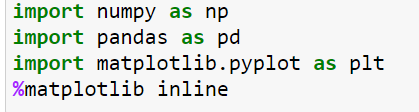 import numpy as np
import pandas as pd
import matplotlib.pyplot as plt
%matplotlib inline